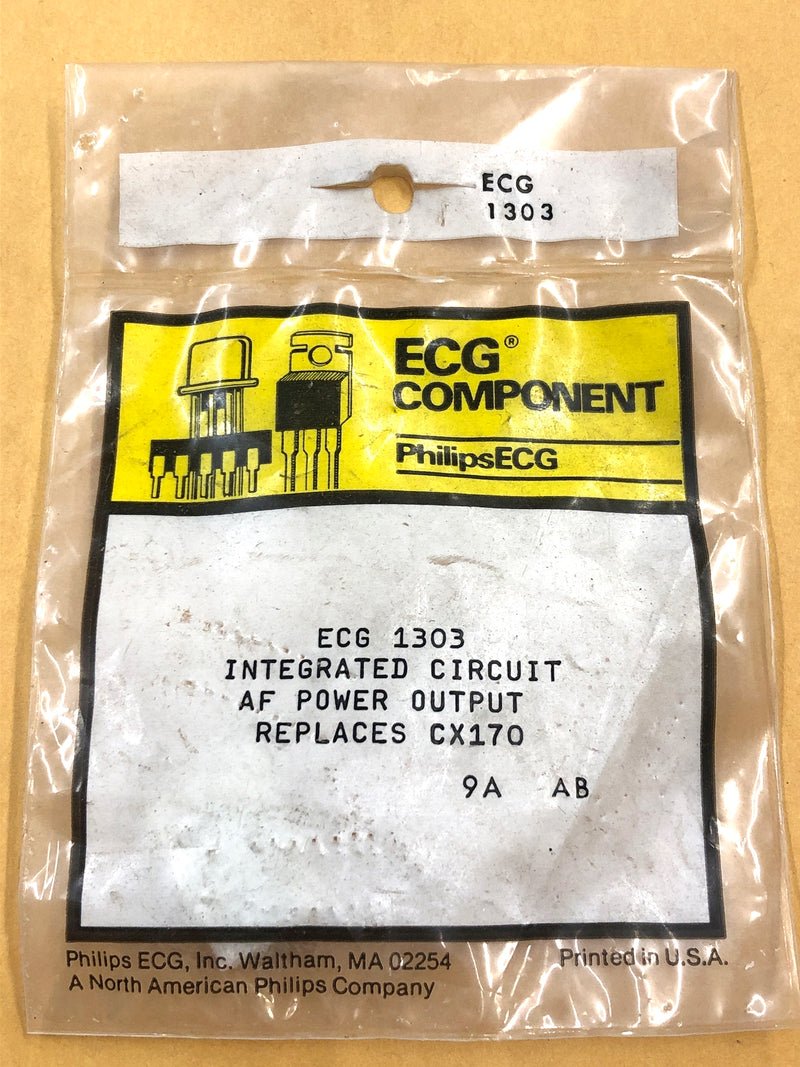 ECG
1303
ECG®
COMPONENT
PhilipsECG
ECG 1303
INTEGRATED CIRCUIT
AF POWER OUTPUT
REPLACES CX170
9A AB
Philips ECG, Inc. Waltham, MA 02254
Printed in U.S.A.
A North American Philips Company